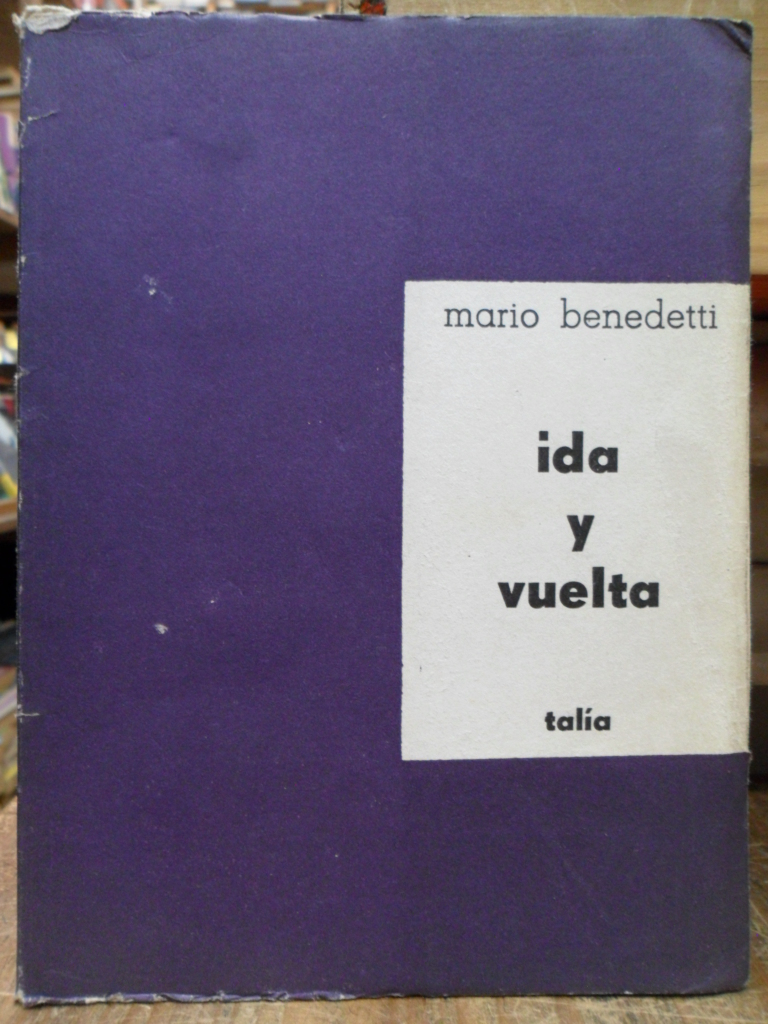 mario benedetti
ida
y
vuelta
talía